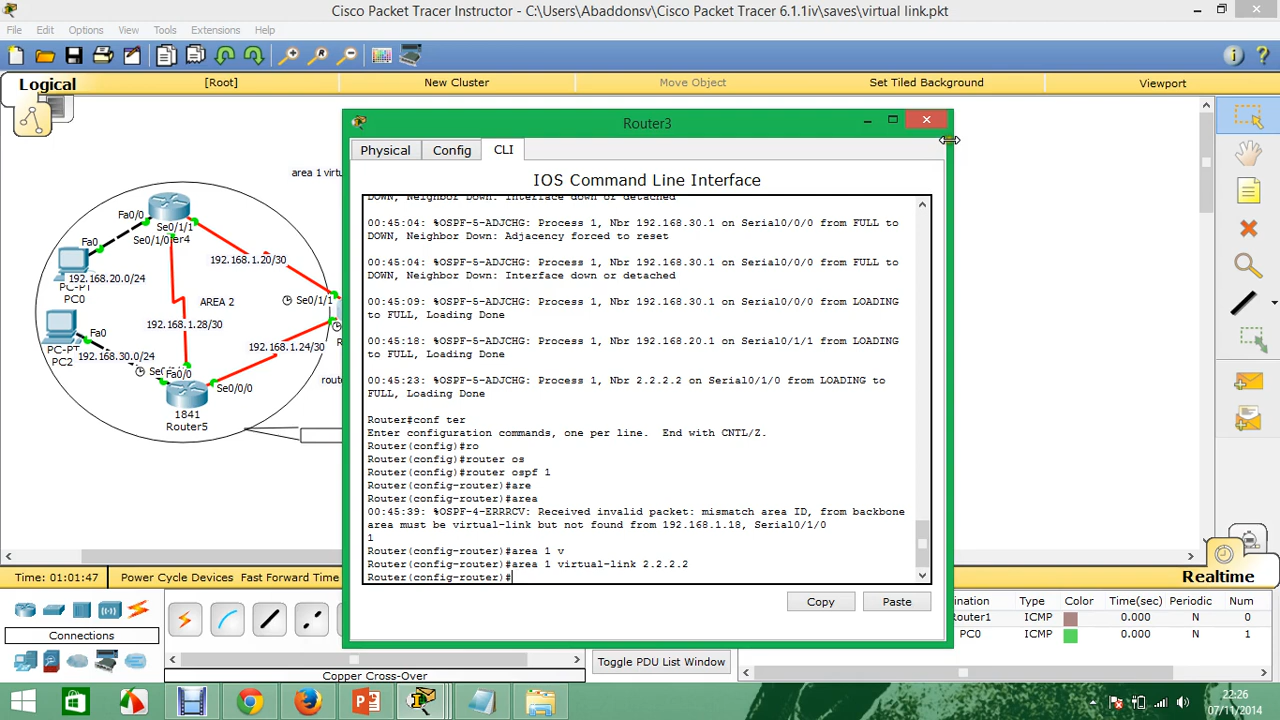 Cisco Packet Tracer Instructor - C:\Users\Abaddonsv\Cisco Packet Tracer 6.1.1iv\saves\virtual link.pkt
File Edit Options View Tools Extensions Help
Logical [Root] New Cluster Move Object Set Tiled Background Viewport
area 1 virtu
Fa0/0
Se0/1/1
Se0/1/0
ter4
Fa0
192.168.20.0/24
PC0
192.168.1.20/30
Se0/1/1
AREA 2
192.168.1.28/30
Fa0
192.168.30.0/24
PC2
192.168.1.24/30
Fa0/0
Se0/0/0
1841
Router5
Router3
Physical Config CLI
IOS Command Line Interface
DOWN, Neighbor Down: Interface down or detached
00:45:04: %OSPF-5-ADJCHG: Process 1, Nbr 192.168.30.1 on Serial0/0/0 from FULL to
DOWN, Neighbor Down: Adjacency forced to reset
00:45:04: %OSPF-5-ADJCHG: Process 1, Nbr 192.168.30.1 on Serial0/0/0 from FULL to
DOWN, Neighbor Down: Interface down or detached
00:45:09: %OSPF-5-ADJCHG: Process 1, Nbr 192.168.30.1 on Serial0/0/0 from LOADING
to FULL, Loading Done
00:45:18: %OSPF-5-ADJCHG: Process 1, Nbr 192.168.20.1 on Serial0/1/1 from LOADING
to FULL, Loading Done
00:45:23: %OSPF-5-ADJCHG: Process 1, Nbr 2.2.2.2 on Serial0/1/0 from LOADING to
FULL, Loading Done
Router#conf ter
Enter configuration commands, one per line. End with CNTL/Z.
Router(config)#ro
Router(config)#router os
Router(config)#router ospf 1
Router(config-router)#are
Router(config-router)#area
00:45:39: %OSPF-4-ERRRCV: Received invalid packet: mismatch area ID, from backbone
area must be virtual-link but not found from 192.168.1.18, Serial0/1/0
1
Router(config-router)#area 1 v
Router(config-router)#area 1 virtual-link 2.2.2.2
Router(config-router)#
Copy Paste
Time: 01:01:47 Power Cycle Devices Fast Forward Time
Realtime
Connections
Copper Cross-Over
Toggle PDU List Window
ination Type Color Time(sec) Periodic Num
Router1 ICMP 0.000 N 0
PC0 ICMP 0.000 N 1
22:26
07/11/2014